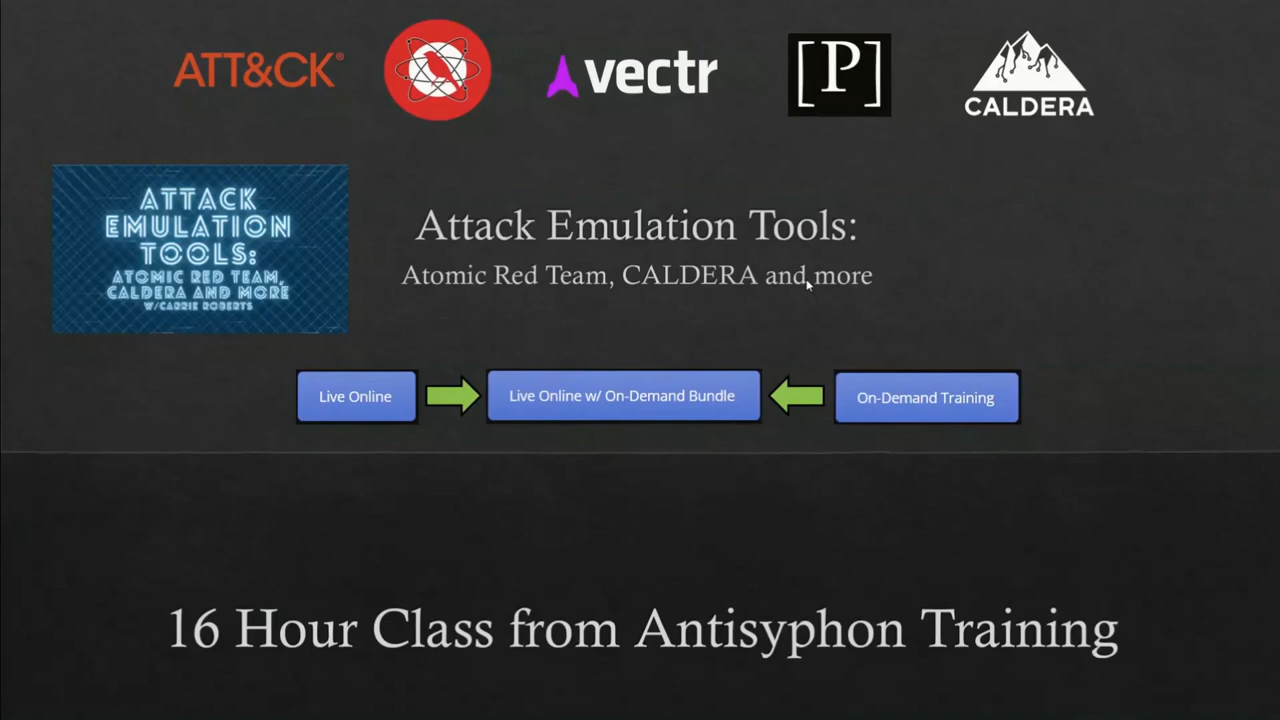 ATT&CK®
vectr
[P]
CALDERA
ATTACK
EMULATION
TOOLS:
ATOMIC RED TEAM,
CALDERA AND MORE
W/CARRIE ROBERTS
Attack Emulation Tools:
Atomic Red Team, CALDERA and more
Live Online
Live Online w/ On-Demand Bundle
On-Demand Training
16 Hour Class from Antisyphon Training